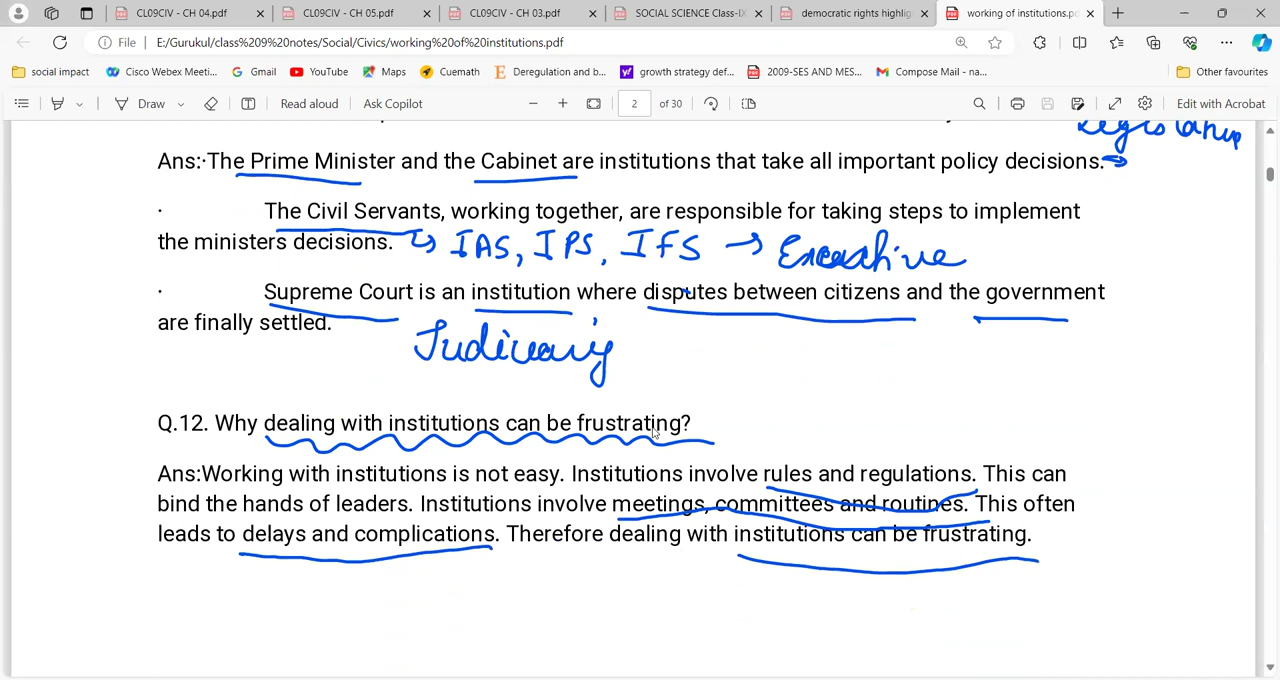 CL09CIV - CH 04.pdf
CL09CIV - CH 05.pdf
CL09CIV - CH 03.pdf
SOCIAL SCIENCE Class-IX
democratic rights highlig
working of institutions.pd
File E:/Gurukul/class%209%20notes/Social/Civics/working%20of%20institutions.pdf
social impact Cisco Webex Meeti... Gmail YouTube Maps Cuemath Deregulation and b... growth strategy def... 2009-SES AND MES... Compose Mail - na... Other favourites
Draw Read aloud Ask Copilot 2 of 30 Edit with Acrobat
Ans:·The Prime Minister and the Cabinet are institutions that take all important policy decisions.
· The Civil Servants, working together, are responsible for taking steps to implement
the ministers decisions. IAS, IPS, IFS → Executive
· Supreme Court is an institution where disputes between citizens and the government
are finally settled.
Judiciary
Q.12. Why dealing with institutions can be frustrating?
Ans:Working with institutions is not easy. Institutions involve rules and regulations. This can
bind the hands of leaders. Institutions involve meetings, committees and routines. This often
leads to delays and complications. Therefore dealing with institutions can be frustrating.